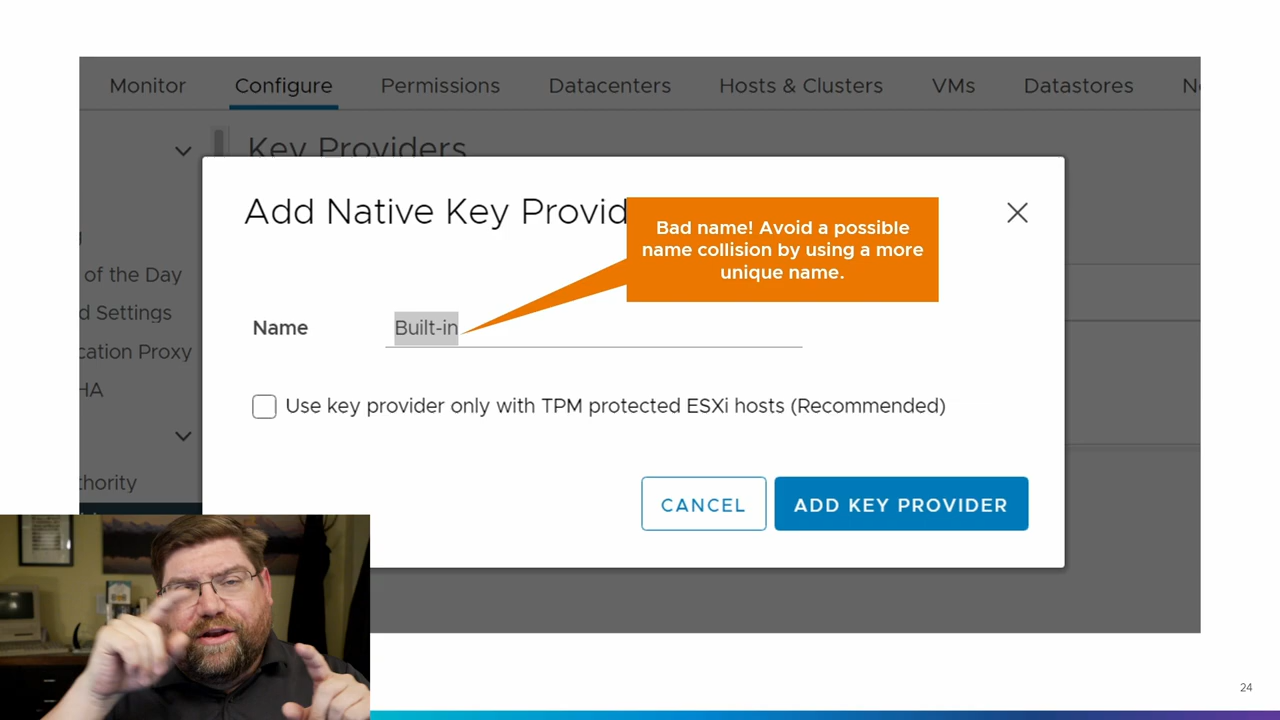 Monitor Configure Permissions Datacenters Hosts & Clusters VMs Datastores
Key Providers
Add Native Key Provid
Bad name! Avoid a possible
name collision by using a more
unique name.
of the Day
d Settings
Name Built-in
cation Proxy
HA
Use key provider only with TPM protected ESXi hosts (Recommended)
thority
CANCEL ADD KEY PROVIDER
24